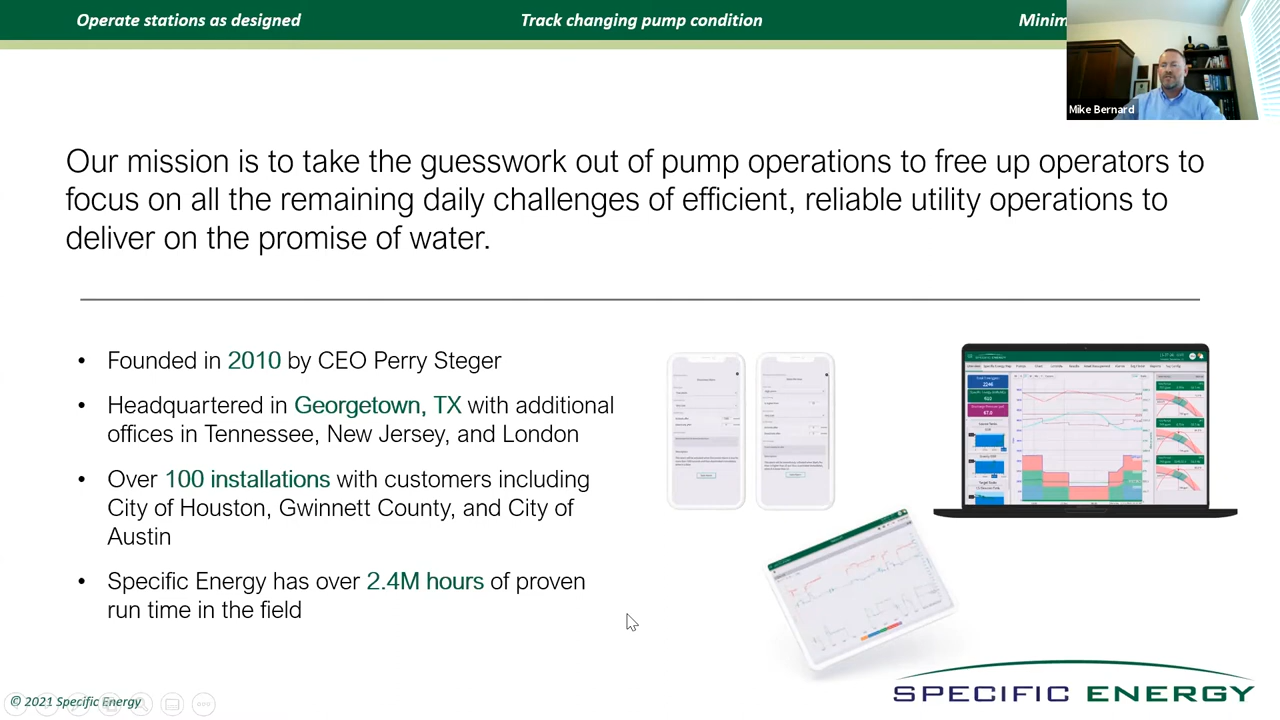 Operate stations as designed
Track changing pump condition
Minim
Mike Bernard
Our mission is to take the guesswork out of pump operations to free up operators to
focus on all the remaining daily challenges of efficient, reliable utility operations to
deliver on the promise of water.
• Founded in 2010 by CEO Perry Steger
• Headquartered in Georgetown, TX with additional
offices in Tennessee, New Jersey, and London
• Over 100 installations with customers including
City of Houston, Gwinnett County, and City of
Austin
• Specific Energy has over 2.4M hours of proven
run time in the field
2246
SPECIFIC ENERGY
© 2021 Specific Energy